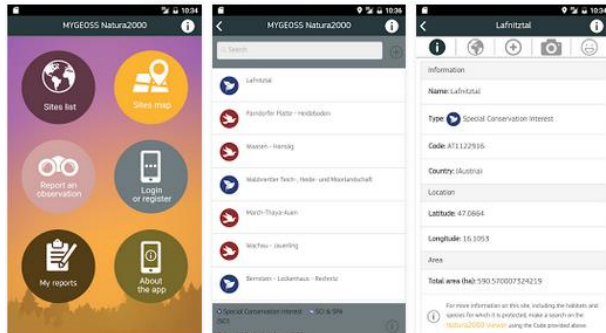 10:34
MYGEOSS Natura2000
Sites list
Sites map
Report an
observation
Login
or register
My reports
About
the app
10:36
MYGEOSS Natura2000
Search
Lafnitztal
Parndorfer Platte - Heideboden
Waasen - Hansag
Waldviertler Teich-, Heide- und Moorlandschaft
March-Thaya-Auen
Wachau - Jauerling
Bernstein - Lockenhaus - Rechnitz
Special Conservation Interest
SCI & SPA
(SCI)
10:34
Lafnitztal
Information
Name: Lafnitztal
Type: Special Conservation Interest
Code: AT1122916
Country: (Austria)
Location
Latitude: 47.0664
Longitude: 16.1053
Area
Total area (ha): 590.570007324219
For more information on this site, including the habitats and
species for which it is protected, make a search on the
Natura2000 viewer using the Code provided above.